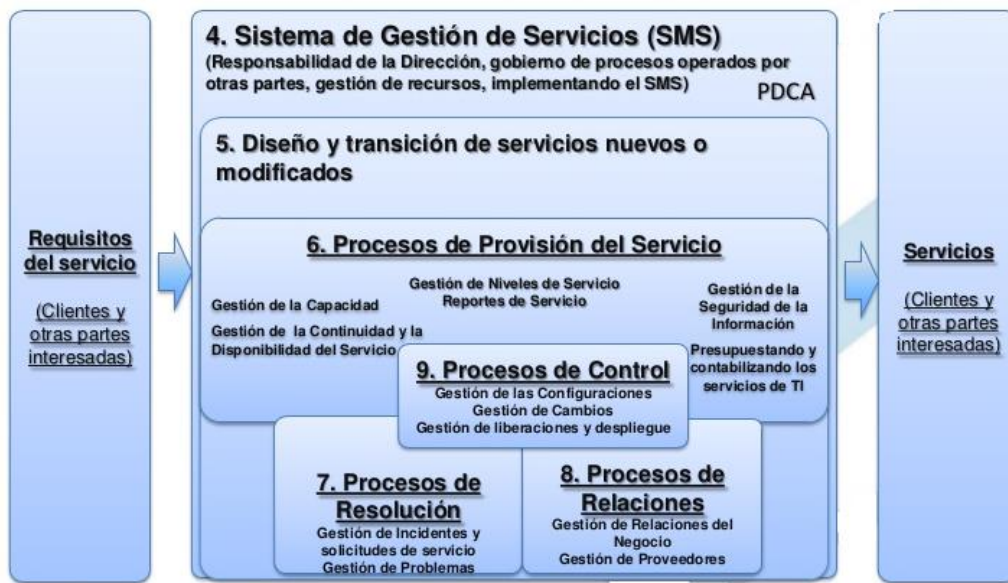 Requisitos
del servicio
(Clientes y
otras partes
interesadas)
4. Sistema de Gestión de Servicios (SMS)
(Responsabilidad de la Dirección, gobierno de procesos operados por
otras partes, gestión de recursos, implementando el SMS)
PDCA
5. Diseño y transición de servicios nuevos o
modificados
6. Procesos de Provisión del Servicio
Gestión de la Capacidad
Gestión de la Continuidad y la
Disponibilidad del Servicio
Gestión de Niveles de Servicio
Reportes de Servicio
Gestión de la
Seguridad de la
Información
Presupuestando y
contabilizando los
servicios de TI
9. Procesos de Control
Gestión de las Configuraciones
Gestión de Cambios
Gestión de liberaciones y despliegue
7. Procesos de
Resolución
Gestión de Incidentes y
solicitudes de servicio
Gestión de Problemas
8. Procesos de
Relaciones
Gestión de Relaciones del
Negocio
Gestión de Proveedores
Servicios
(Clientes y
otras partes
interesadas)